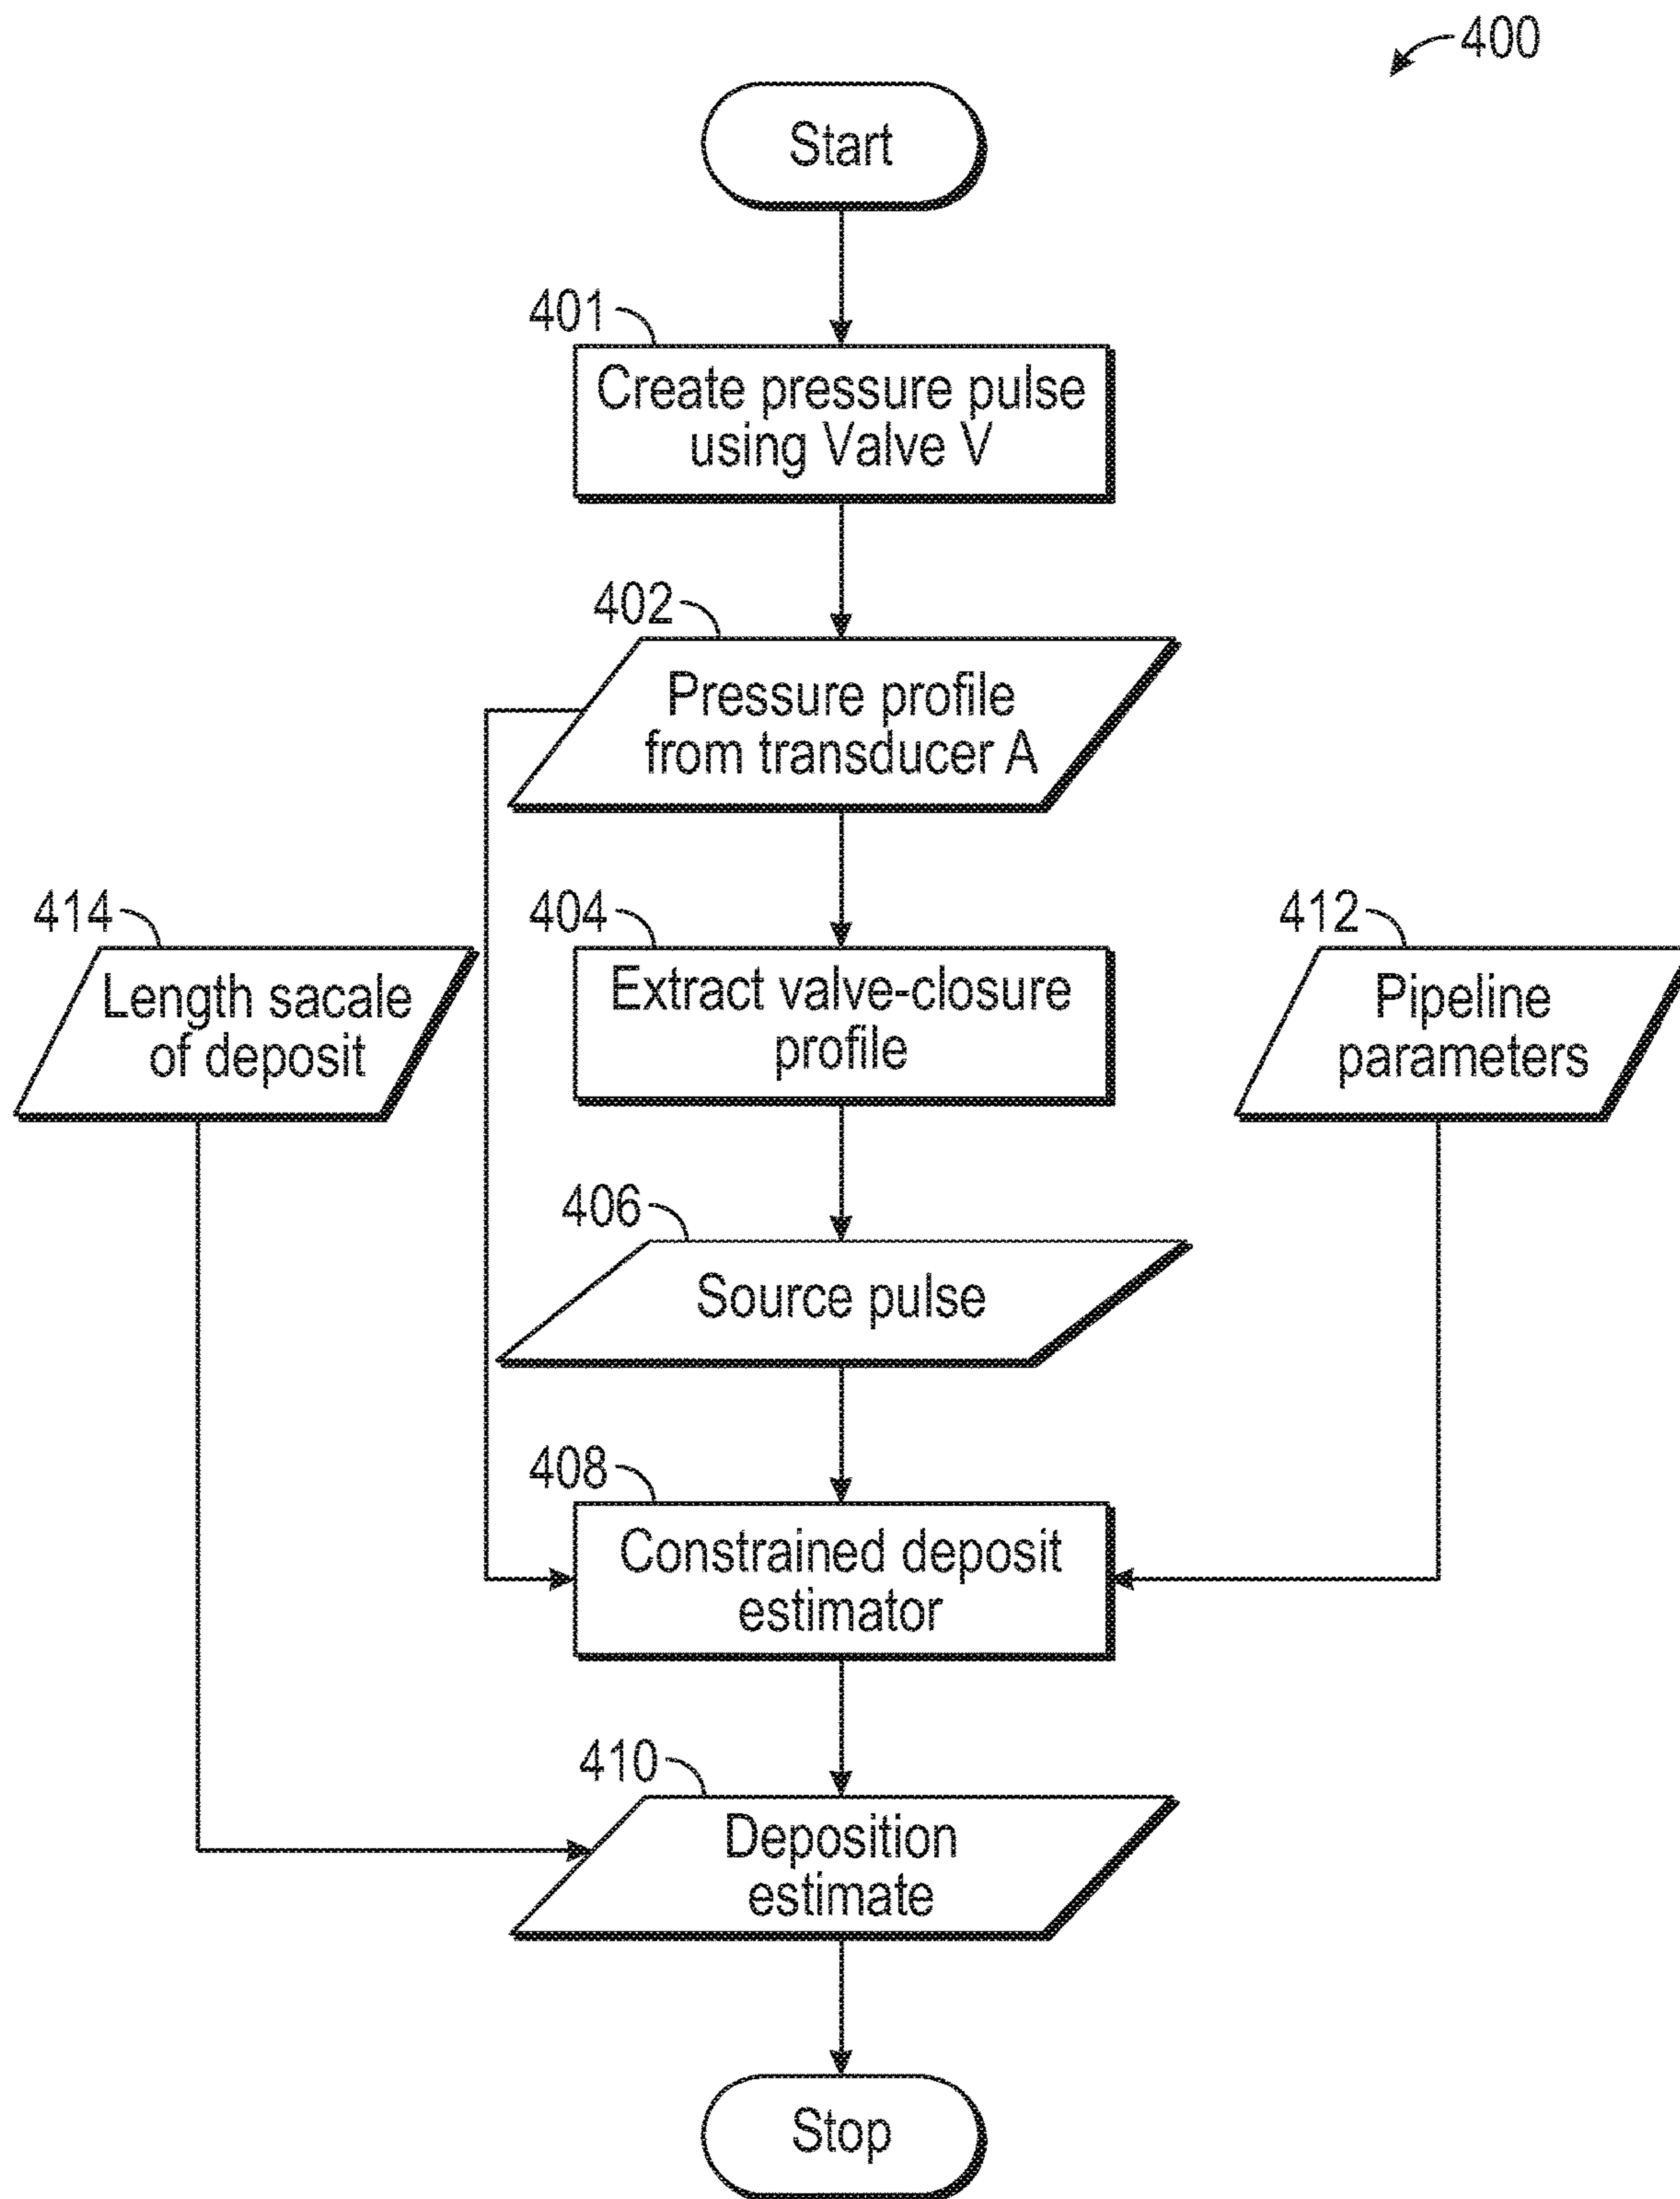 400
Start
401
Create pressure pulse
using Valve V
402
Pressure profile
from transducer A
414
Length sacale
of deposit
404
Extract valve-closure
profile
412
Pipeline
parameters
406
Source pulse
408
Constrained deposit
estimator
410
Deposition
estimate
Stop